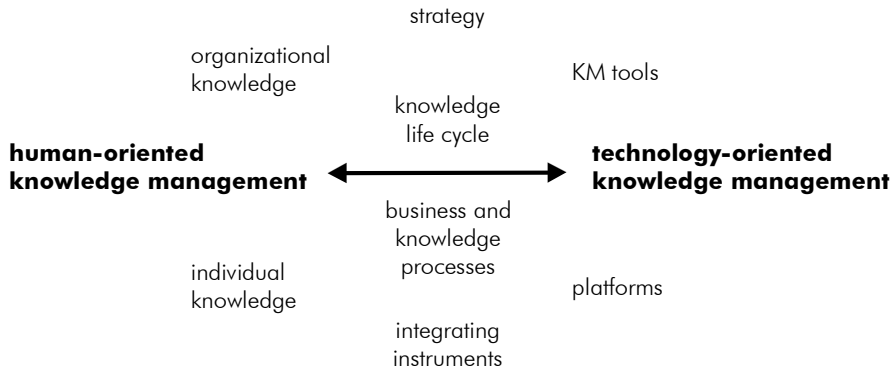 strategy
organizational
knowledge
KM tools
knowledge
life cycle
human-oriented
knowledge management
technology-oriented
knowledge management
business and
knowledge
processes
individual
knowledge
platforms
integrating
instruments